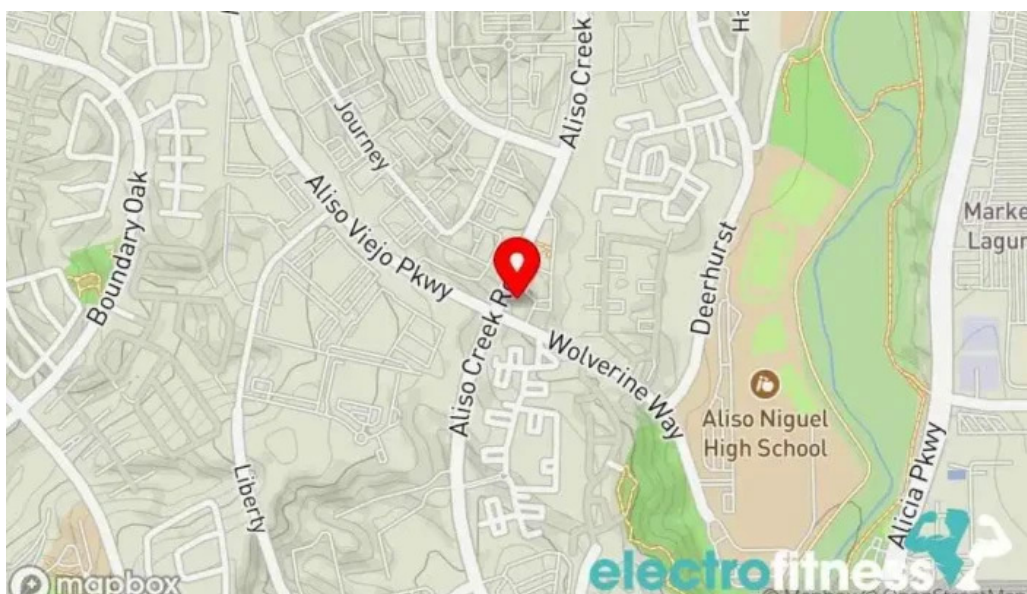 Ha
Aliso Creek
Journey
Aliso Viejo Pkwy
Boundary Oak
Marke
Lagun
Deerhurst
Aliso Creek R
Wolverine Way
Aliso Niguel
High School
Liberty
Alicia Pkwy
electrofitness
mapbox